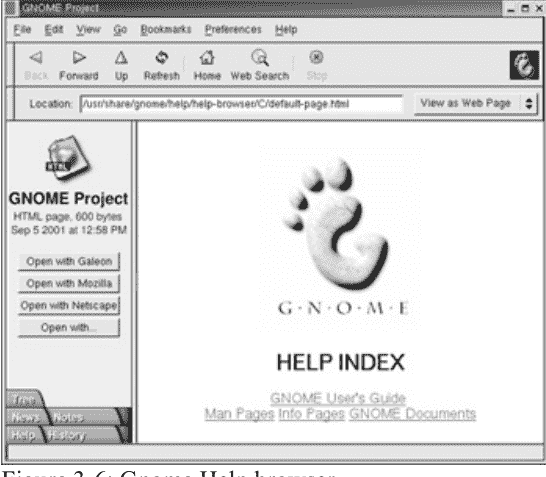 GNOME Project
File Edit View Go Bookmarks Preferences Help
Back Forward Up Refresh Home Web Search Stop
Location: /usr/share/gnome/help/help-browser/C/default-page.html View as Web Page
HTML
GNOME Project
HTML page, 600 bytes
Sep 5 2001 at 12:58 PM
Open with Galeon
Open with Mozilla
Open with Netscape
Open with...
G·N·O·M·E
HELP INDEX
GNOME User's Guide
Man Pages Info Pages GNOME Documents
Tree
News Notes
Help History
Figure 3-6: Gnome Help browser